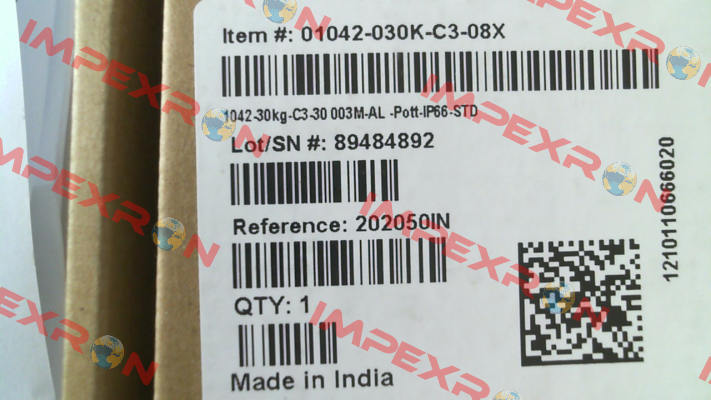 Item #: 01042-030K-C3-08X
1042-30kg-C3-30 003M-AL -Pott-IP66-STD
Lot/SN #: 89484892
Reference: 202050IN
QTY: 1
Made in India
1210110666020
IMPEXRON
IMPEXRON
IMPEXRON
IMPEXRON
IMPEXRON